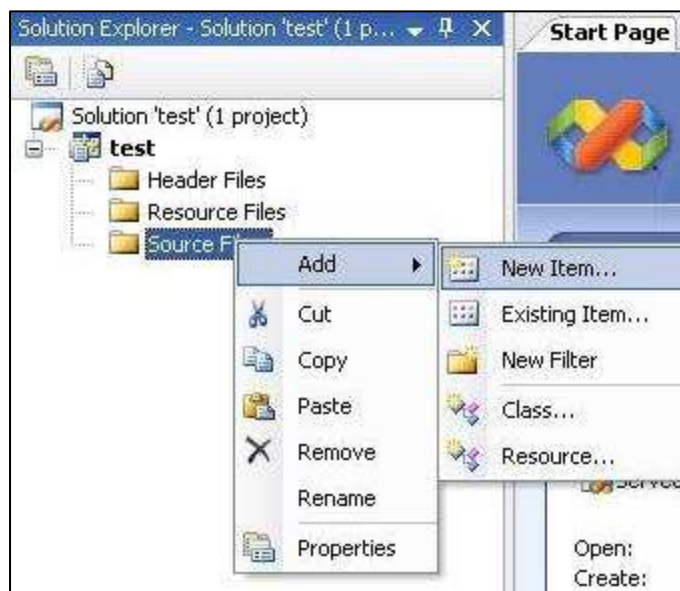 Solution Explorer - Solution 'test' (1 p...
Start Page
Solution 'test' (1 project)
test
Header Files
Resource Files
Source
Add
New Item...
Cut
Existing Item...
Copy
New Filter
Paste
Class...
Remove
Resource...
Rename
Properties
Open:
Create: